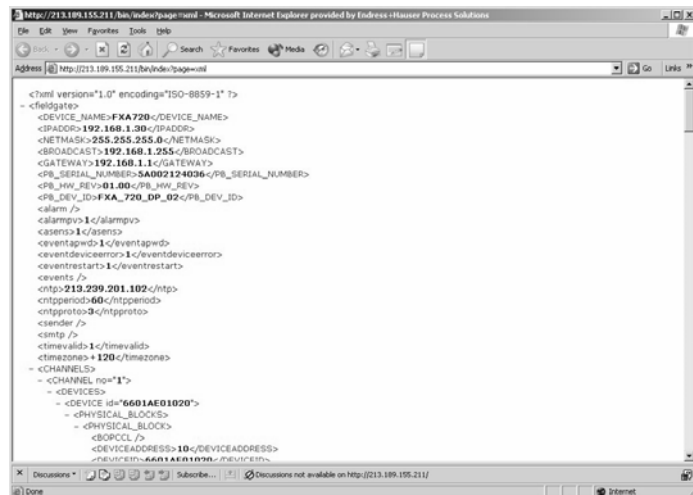 http://213.189.155.211/bin/index?page=xml - Microsoft Internet Explorer provided by Endress+Hauser Process Solutions
File Edit View Favorites Tools Help
Back Search Favorites Media
Address http://213.189.155.211/bin/index?page=xml Go Links »
<?xml version="1.0" encoding="ISO-8859-1" ?>
- <fieldgate>
<DEVICE_NAME>FXA720</DEVICE_NAME>
<IPADDR>192.168.1.30</IPADDR>
<NETMASK>255.255.255.0</NETMASK>
<BROADCAST>192.168.1.255</BROADCAST>
<GATEWAY>192.168.1.1</GATEWAY>
<PB_SERIAL_NUMBER>5A002124036</PB_SERIAL_NUMBER>
<PB_HW_REV>01.00</PB_HW_REV>
<PB_DEV_ID>FXA_720_DP_02</PB_DEV_ID>
<alarm />
<alarmpv>1</alarmpv>
<asens>1</asens>
<eventapwd>1</eventapwd>
<eventdeviceerror>1</eventdeviceerror>
<eventrestart>1</eventrestart>
<events />
<ntp>213.239.201.102</ntp>
<ntpperiod>60</ntpperiod>
<ntpproto>3</ntpproto>
<sender />
<smtp />
<timevalid>1</timevalid>
<timezone>+120</timezone>
- <CHANNELS>
- <CHANNEL no="1">
- <DEVICES>
- <DEVICE id="6601AE01020">
- <PHYSICAL_BLOCKS>
- <PHYSICAL_BLOCK>
<BOPCCL />
<DEVICEADDRESS>10</DEVICEADDRESS>
<DEVICEID>6601AE01020</DEVICEID>
Discussions Subscribe... Discussions not available on http://213.189.155.211/
Done Internet